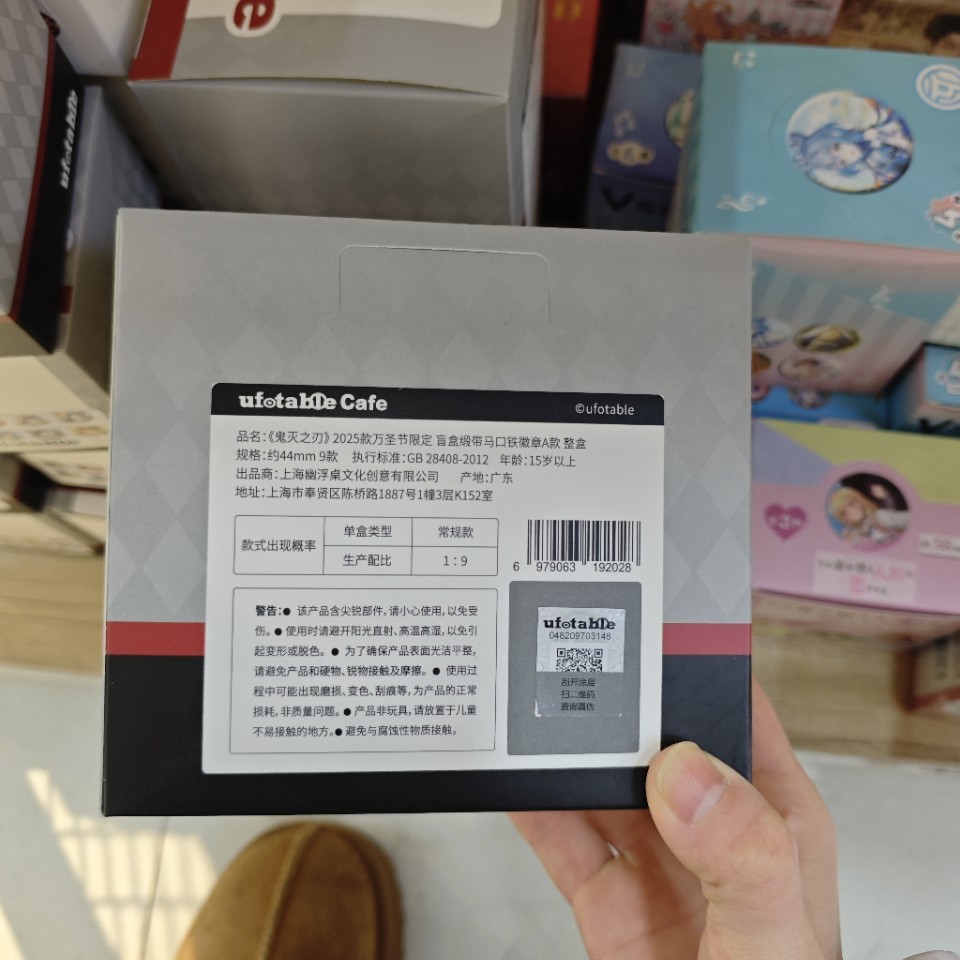 e
ufotable
ufotable Cafe
©ufotable
品名:《鬼灭之刃》2025款万圣节限定 盲盒缎带马口铁徽章A款 整盒
规格:约44mm 9款 执行标准:GB 28408-2012 年龄:15岁以上
出品商:上海幽浮桌文化创意有限公司 产地:广东
地址:上海市奉贤区陈桥路1887号1幢3层K152室
款式出现概率 单盒类型 常规款
生产配比 1:9
6 979063 192028
警告:● 该产品含尖锐部件,请小心使用,以免受
伤。● 使用时请避开阳光直射、高温高湿,以免引
起变形或脱色。● 为了确保产品表面光洁平整,
请避免产品和硬物、锐物接触及摩擦。● 使用过
程中可能出现磨损、变色、刮痕等,为产品的正常
损耗,非质量问题。● 产品非玩具,请放置于儿童
不易接触的地方。● 避免与腐蚀性物质接触。
ufotable
048209703148
刮开涂层
扫二维码
查询真伪